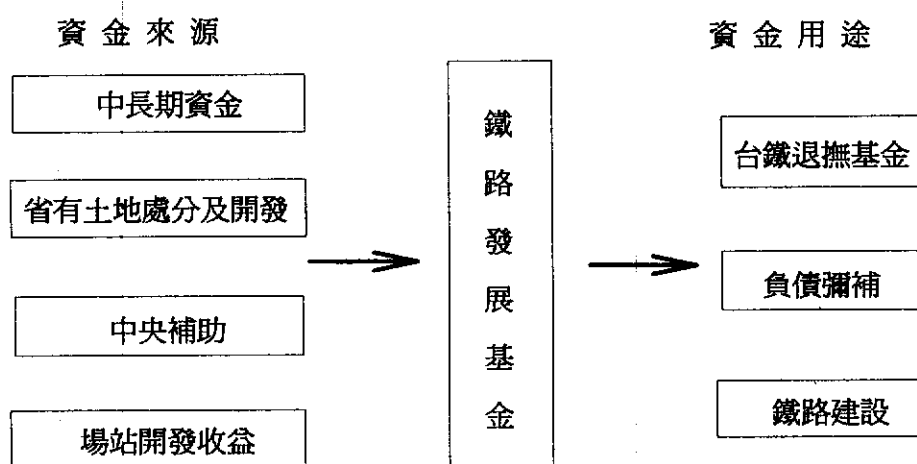 資金來源
中長期資金
省有土地處分及開發
中央補助
場站開發收益
鐵路發展基金
資金用途
台鐵退撫基金
負債彌補
鐵路建設